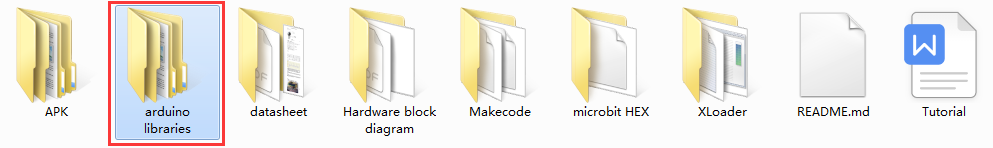 APK
arduino
libraries
datasheet
Hardware block
diagram
Makecode
microbit HEX
XLoader
README.md
W
Tutorial